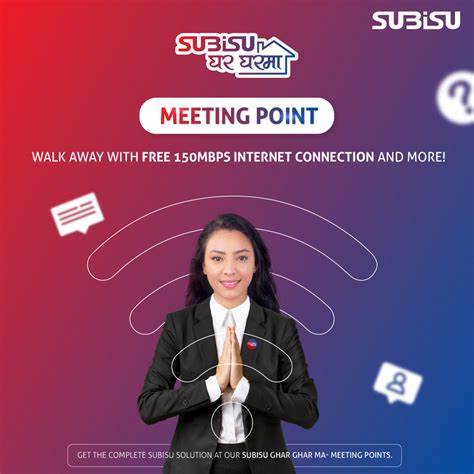 SUBiSU
SUBiSU
घर घरमा
MEETING POINT
WALK AWAY WITH FREE 150MBPS INTERNET CONNECTION AND MORE!
?
GET THE COMPLETE SUBISU SOLUTION AT OUR SUBISU GHAR GHAR MA- MEETING POINTS.